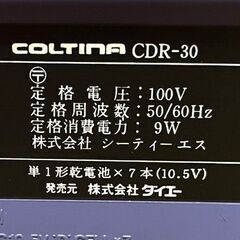 COLTINA CDR-30
〒
定格電圧：100V
定格周波数：50/60Hz
定格消費電力：9W
株式会社 シーティーエス
単1形乾電池×7本(10.5V)
発売元 株式会社 ダイエー